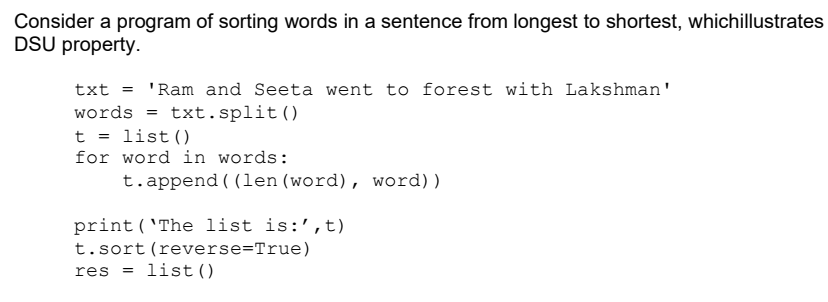 Consider a program of sorting words in a sentence from longest to shortest, whichillustrates
DSU property.
txt = 'Ram and Seeta went to forest with Lakshman'
words = txt.split()
t = list()
for word in words:
    t.append((len(word), word))
print(‘The list is:’,t)
t.sort(reverse=True)
res = list()